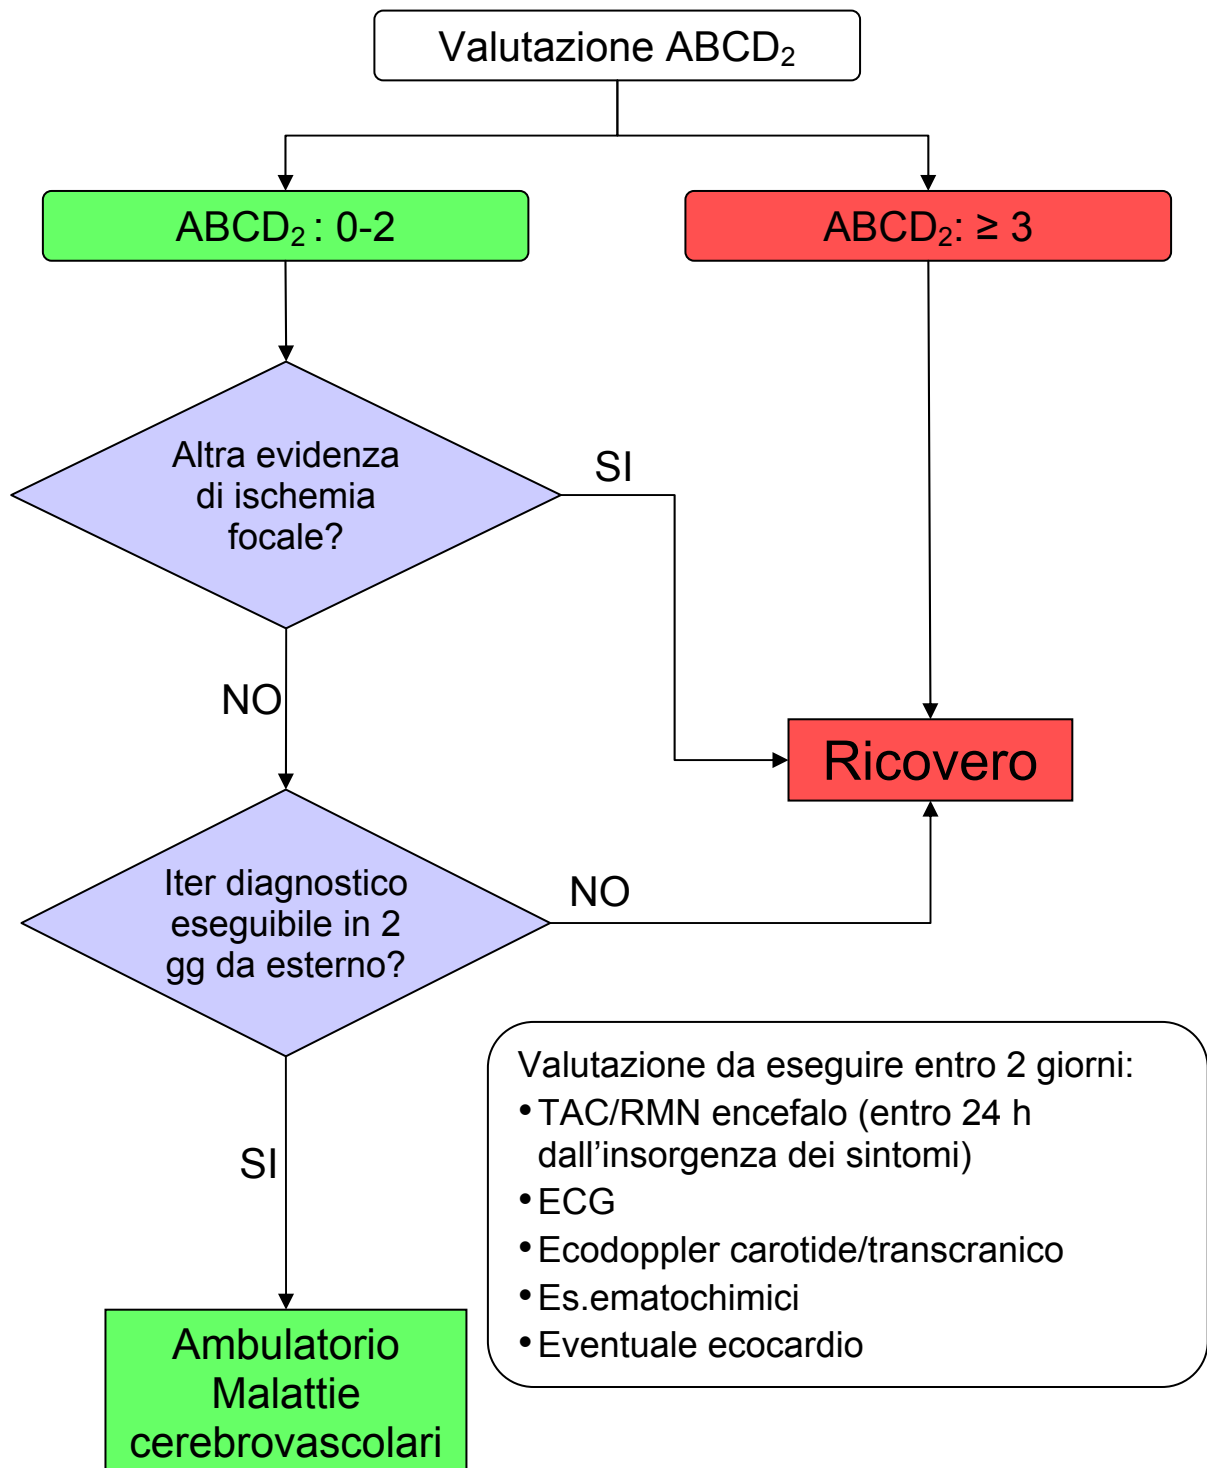 Valutazione ABCD₂
ABCD₂ : 0-2
ABCD₂: ≥ 3
Altra evidenza
di ischemia
focale?
SI
NO
Ricovero
Iter diagnostico
eseguibile in 2
gg da esterno?
NO
SI
Valutazione da eseguire entro 2 giorni:
• TAC/RMN encefalo (entro 24 h
dall’insorgenza dei sintomi)
• ECG
• Ecodoppler carotide/transcranico
• Es.ematochimici
• Eventuale ecocardio
Ambulatorio
Malattie
cerebrovascolari